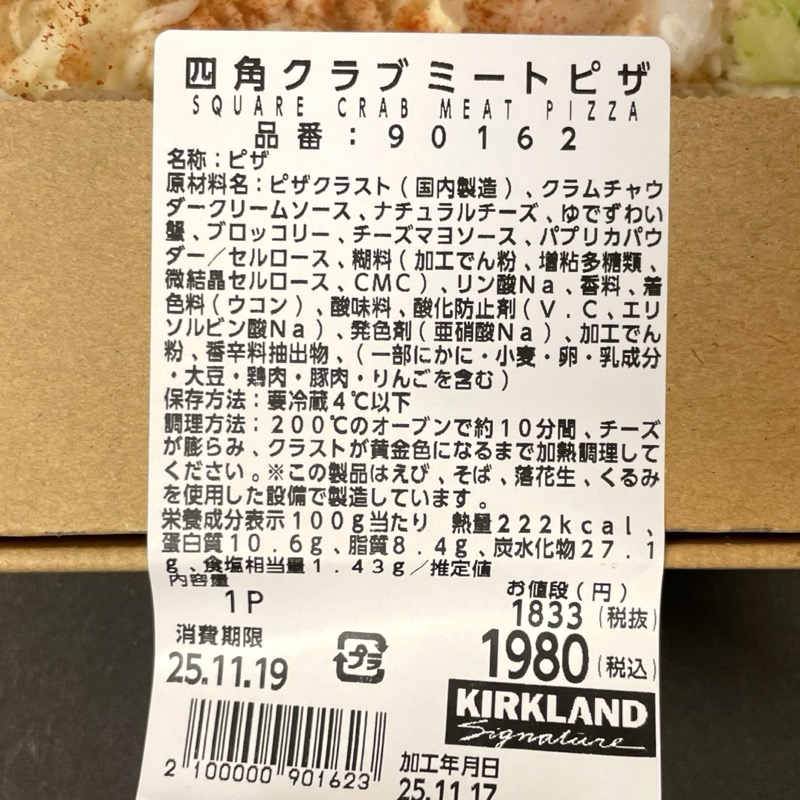 四角クラブミートピザ
SQUARE CRAB MEAT PIZZA
品番：90162
名称：ピザ
原材料名：ピザクラスト（国内製造）、クラムチャウ
ダークリームソース、ナチュラルチーズ、ゆでずわい
蟹、ブロッコリー、チーズマヨソース、パプリカパウ
ダー／セルロース、糊料（加工でん粉、増粘多糖類、
微結晶セルロース、CMC）、リン酸Na、香料、着
色料（ウコン）、酸味料、酸化防止剤（V．C、エリ
ソルビン酸Na）、発色剤（亜硝酸Na）、加工でん
粉、香辛料抽出物、（一部にかに・小麦・卵・乳成分
・大豆・鶏肉・豚肉・りんごを含む）
保存方法：要冷蔵4℃以下
調理方法：200℃のオーブンで約10分間、チーズ
が膨らみ、クラストが黄金色になるまで加熱調理して
ください。※この製品はえび、そば、落花生、くるみ
を使用した設備で製造しています。
栄養成分表示100g当たり 熱量222kcal、
蛋白質10.6g、脂質8.4g、炭水化物27.1
g、食塩相当量1.43g／推定値
内容量
1P
お値段（円）
1833（税抜）
消費期限
25.11.19
プラ
1980（税込）
KIRKLAND
Signature
2 100000 901623
加工年月日
25.11.17